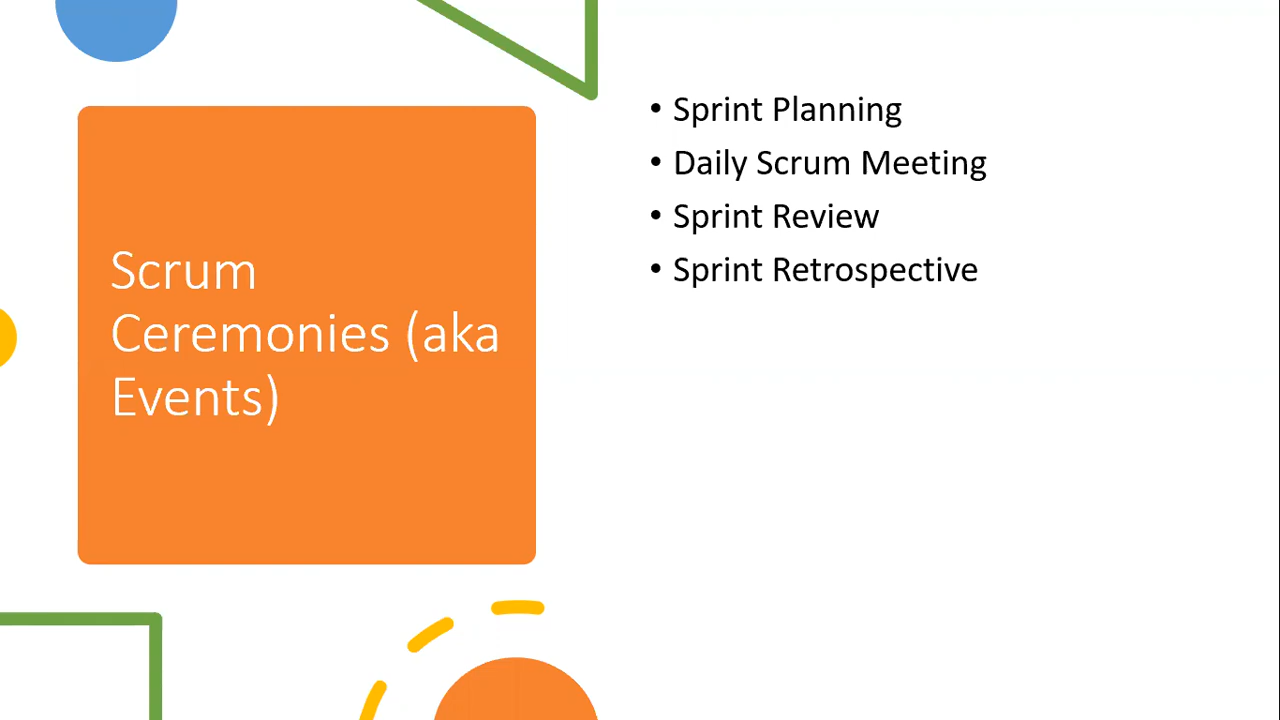 Scrum
Ceremonies (aka
Events)
• Sprint Planning
• Daily Scrum Meeting
• Sprint Review
• Sprint Retrospective